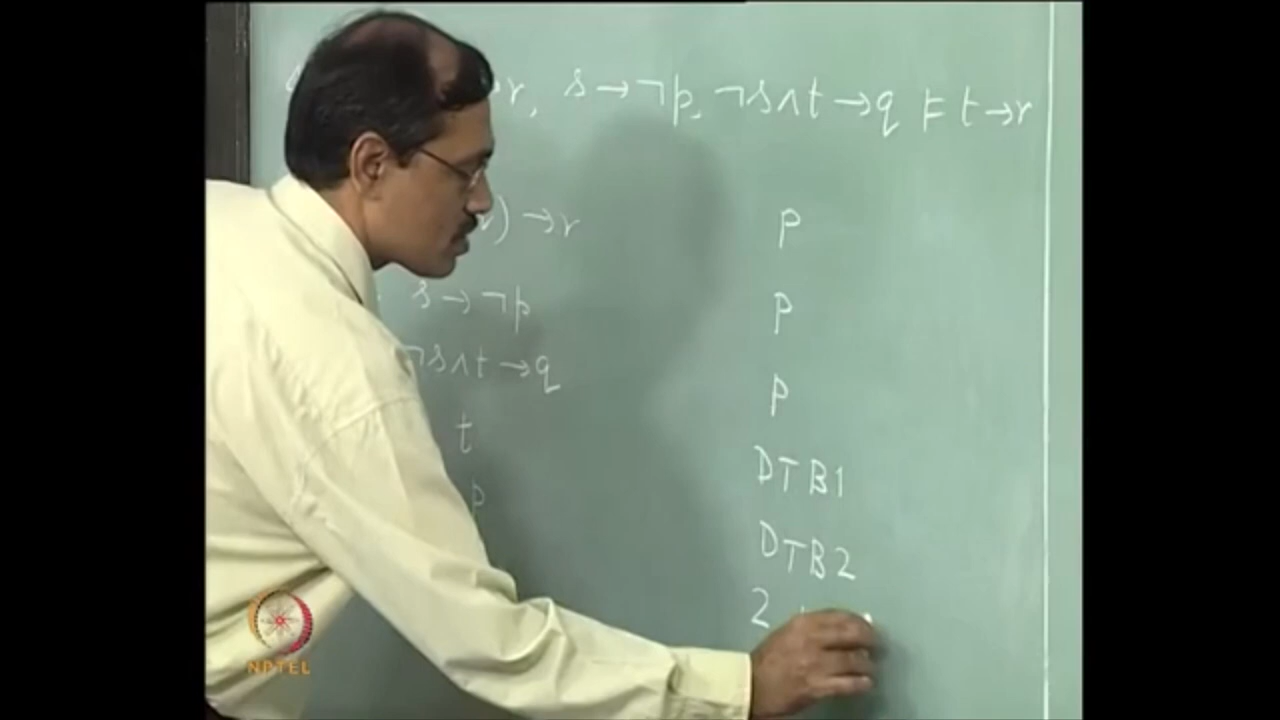 →r, s→¬p, ¬s∧t→q ⊨ t→r
)→r P
s→¬p P
¬s∧t→q P
t DTB1
p DTB2
2
NPTEL